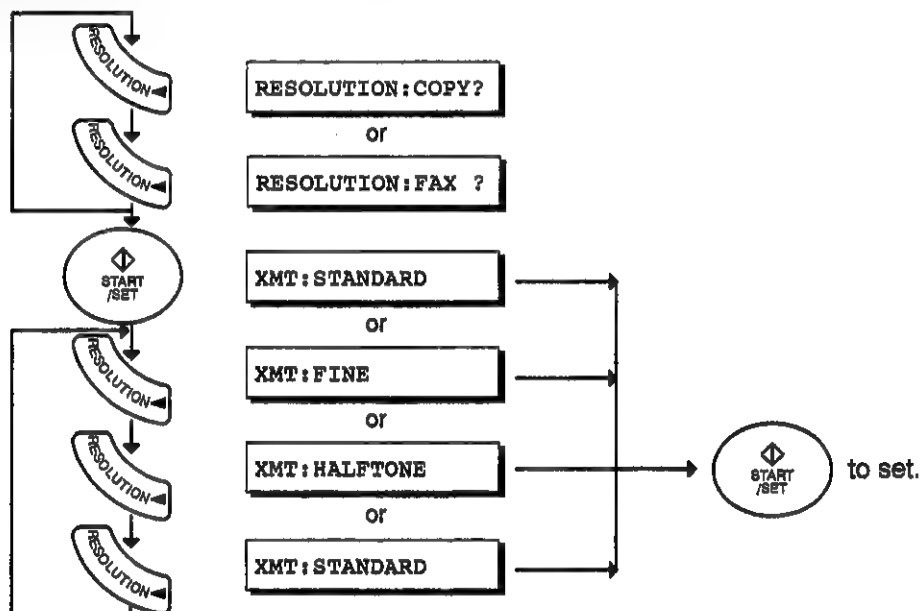 RESOLUTION
RESOLUTION:COPY?
or
RESOLUTION
RESOLUTION:FAX ?
START
/SET
XMT:STANDARD
or
RESOLUTION
XMT:FINE
or
RESOLUTION
XMT:HALFTONE
START
/SET
to set.
or
RESOLUTION
XMT:STANDARD